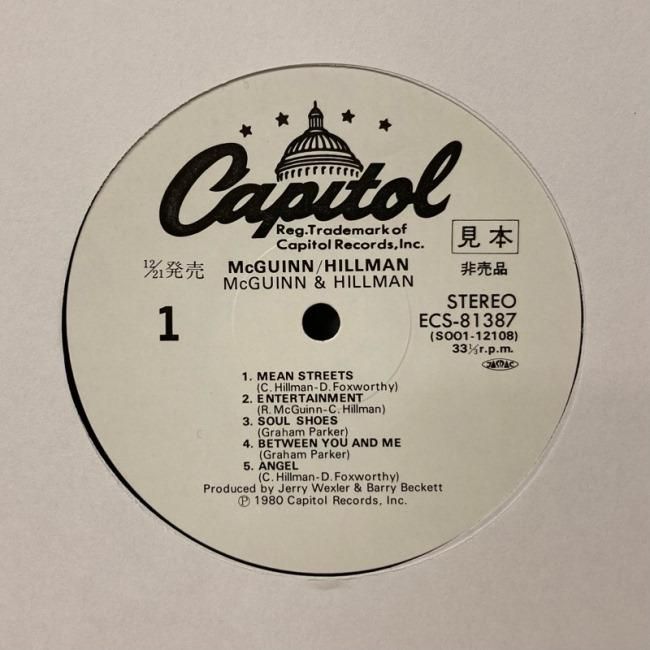 Capitol
Reg.Trademark of
Capitol Records,Inc.
見本
12/21発売
McGUINN/HILLMAN
非売品
McGUINN & HILLMAN
1
STEREO
ECS-81387
(SOO1-12108)
33⅓r.p.m.
JASRAC
1. MEAN STREETS
(C. Hillman-D. Foxworthy)
2. ENTERTAINMENT
(R. McGuinn-C. Hillman)
3. SOUL SHOES
(Graham Parker)
4. BETWEEN YOU AND ME
(Graham Parker)
5. ANGEL
(C. Hillman-D. Foxworthy)
Produced by Jerry Wexler & Barry Beckett
Ⓟ 1980 Capitol Records, Inc.